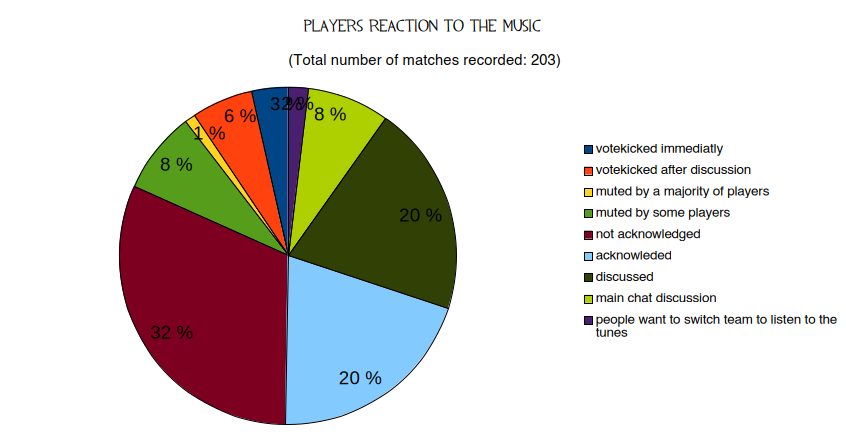 PLAYERS REACTION TO THE MUSIC
(Total number of matches recorded: 203)
8 %
6 %
1 %
8 %
20 %
32 %
20 %
votekicked immediatly
votekicked after discussion
muted by a majority of players
muted by some players
not acknowledged
acknowleded
discussed
main chat discussion
people want to switch team to listen to the
tunes